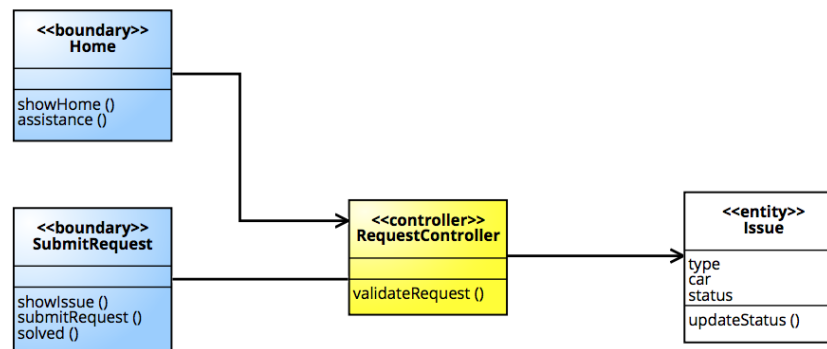 <<boundary>>
Home
showHome ()
assistance ()
<<boundary>>
SubmitRequest
showIssue ()
submitRequest ()
solved ()
<<controller>>
RequestController
validateRequest ()
<<entity>>
Issue
type
car
status
updateStatus ()